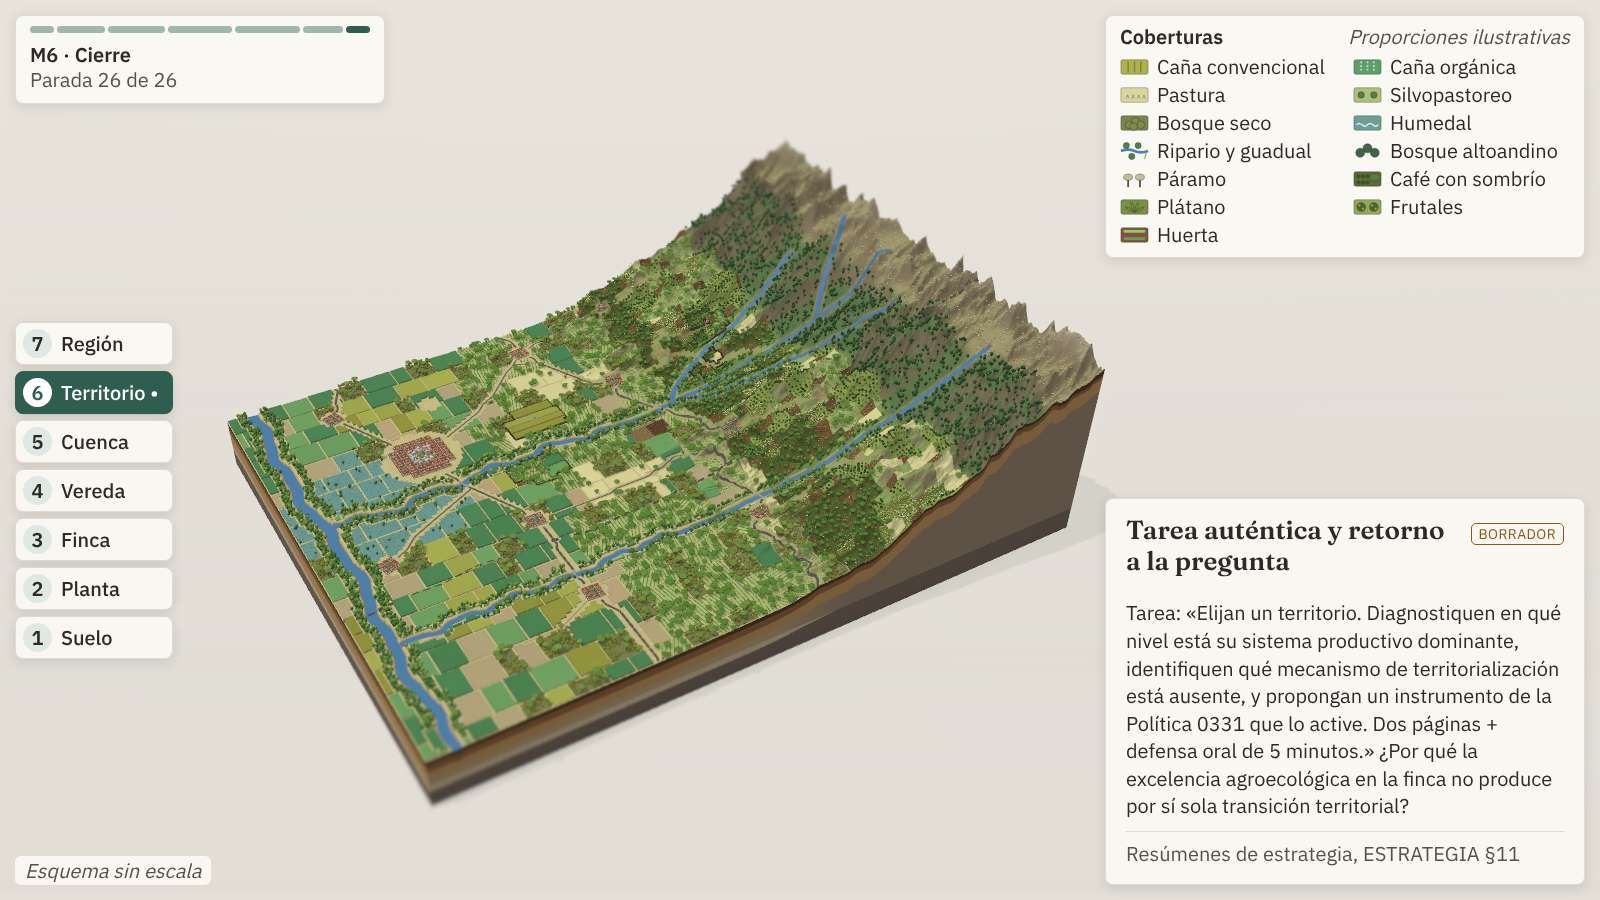 M6 · Cierre
Parada 26 de 26
Coberturas
Proporciones ilustrativas
Caña convencional
Caña orgánica
Pastura
Silvopastoreo
Bosque seco
Humedal
Ripario y guadual
Bosque altoandino
Páramo
Café con sombrío
Plátano
Frutales
Huerta
7 Región
6 Territorio •
5 Cuenca
4 Vereda
3 Finca
2 Planta
1 Suelo
Tarea auténtica y retorno
a la pregunta
BORRADOR
Tarea: «Elijan un territorio. Diagnostiquen en qué
nivel está su sistema productivo dominante,
identifiquen qué mecanismo de territorialización
está ausente, y propongan un instrumento de la
Política 0331 que lo active. Dos páginas +
defensa oral de 5 minutos.» ¿Por qué la
excelencia agroecológica en la finca no produce
por sí sola transición territorial?
Resúmenes de estrategia, ESTRATEGIA §11
Esquema sin escala